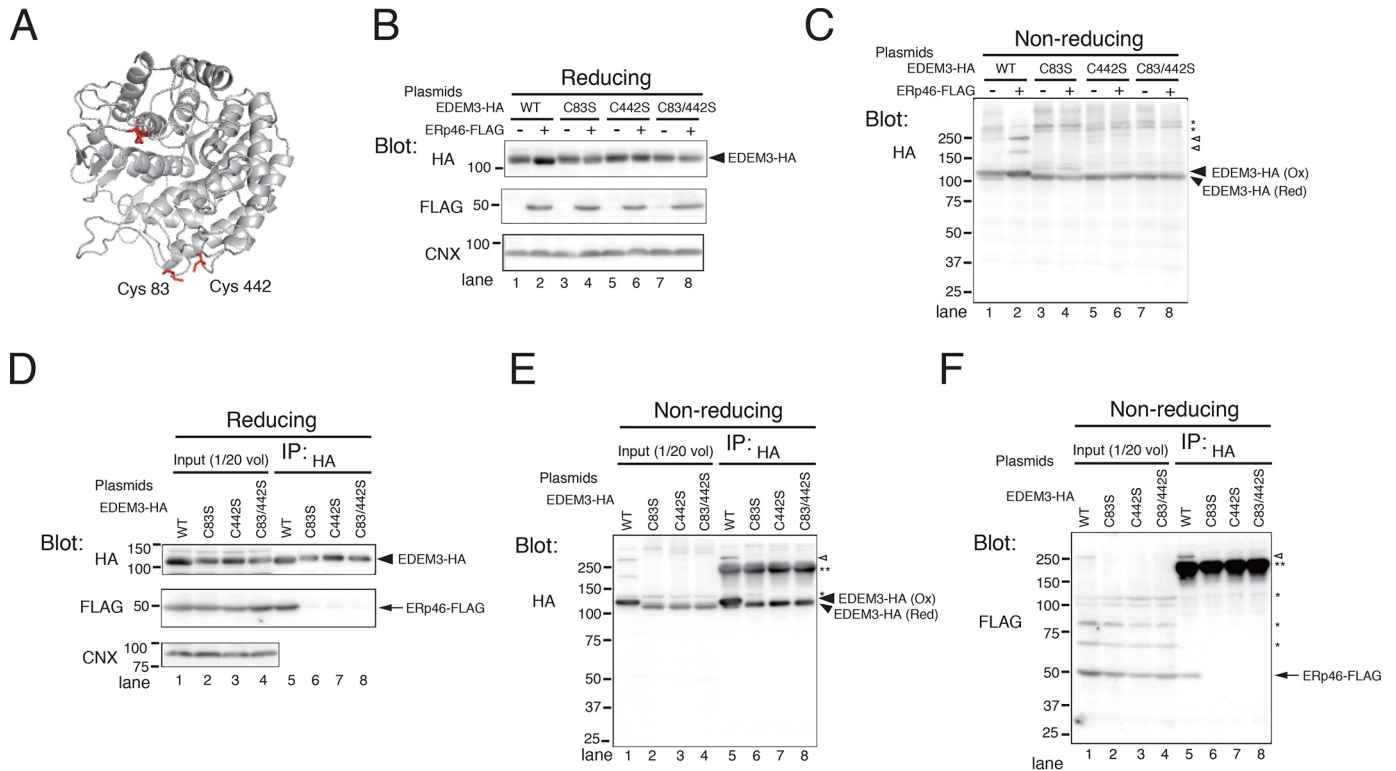 A
Cys 83 Cys 442
B
Reducing
Plasmids
EDEM3-HA WT C83S C442S C83/442S
ERp46-FLAG - + - + - + - +
Blot:
HA 100 EDEM3-HA
FLAG 50
CNX 100
lane 1 2 3 4 5 6 7 8
C
Non-reducing
Plasmids
EDEM3-HA WT C83S C442S C83/442S
ERp46-FLAG - + - + - + - +
Blot:
HA
250
150
100
75
50
37
25
*
*
EDEM3-HA (Ox)
EDEM3-HA (Red)
lane 1 2 3 4 5 6 7 8
D
Reducing
Input (1/20 vol) IP: HA
Plasmids
EDEM3-HA WT C83S C442S C83/442S WT C83S C442S C83/442S
Blot:
HA 150 100 EDEM3-HA
FLAG 50 ERp46-FLAG
CNX 100 75
lane 1 2 3 4 5 6 7 8
E
Non-reducing
Input (1/20 vol) IP: HA
Plasmids
EDEM3-HA WT C83S C442S C83/442S WT C83S C442S C83/442S
Blot:
HA
250
150
100
75
50
37
25
**
*
EDEM3-HA (Ox)
EDEM3-HA (Red)
lane 1 2 3 4 5 6 7 8
F
Non-reducing
Input (1/20 vol) IP: HA
Plasmids
EDEM3-HA WT C83S C442S C83/442S WT C83S C442S C83/442S
Blot:
FLAG
250
150
100
75
50
37
25
**
*
*
*
ERp46-FLAG
lane 1 2 3 4 5 6 7 8